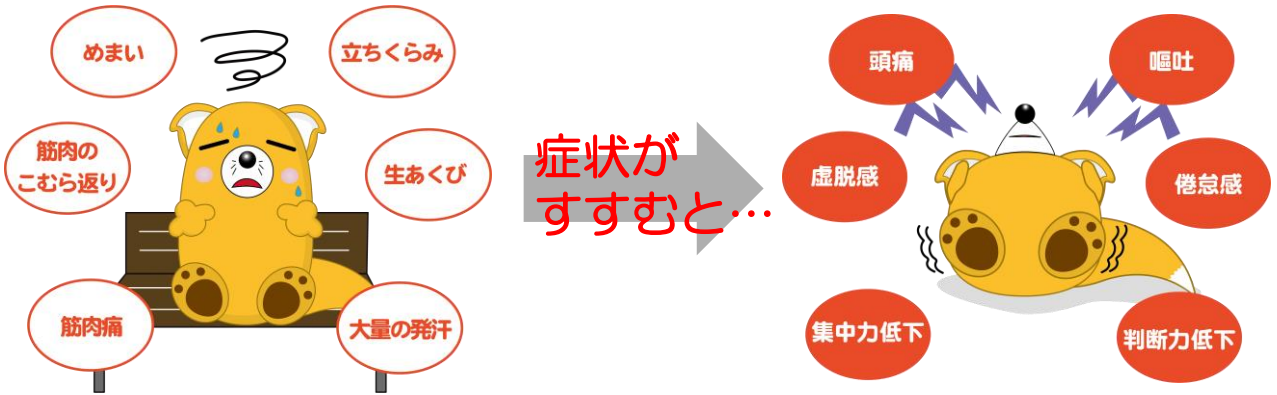 めまい
立ちくらみ
筋肉の
こむら返り
生あくび
筋肉痛
大量の発汗
症状が
すすむと…
頭痛
嘔吐
虚脱感
倦怠感
集中力低下
判断力低下